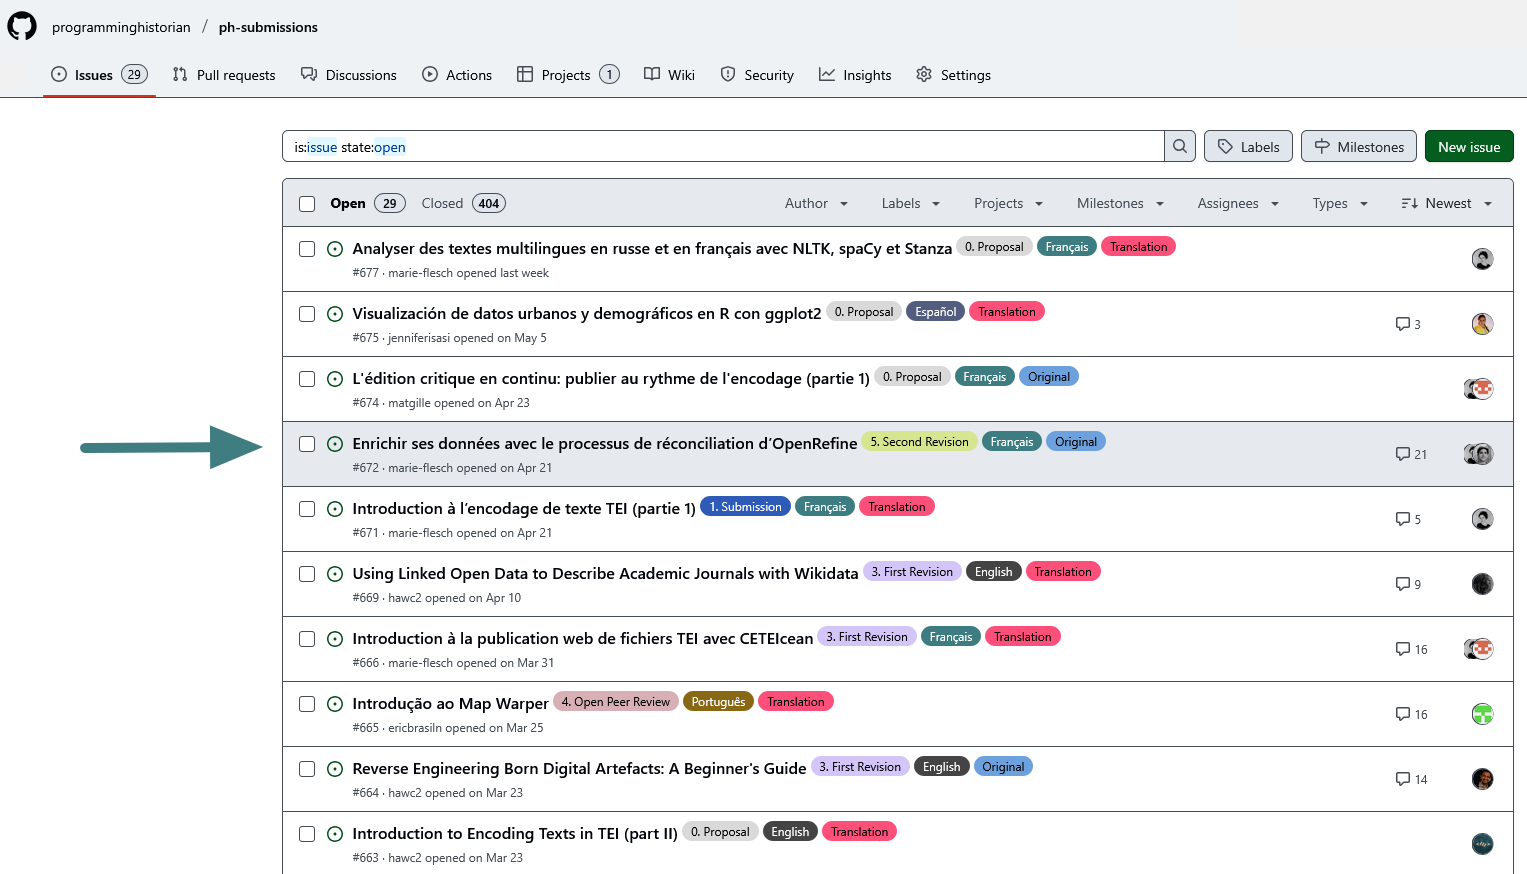 programminghistorian / ph-submissions
Issues 29 Pull requests Discussions Actions Projects 1 Wiki Security Insights Settings
is:issue state:open Labels Milestones New issue
Open 29 Closed 404 Author Labels Projects Milestones Assignees Types Newest
Analyser des textes multilingues en russe et en français avec NLTK, spaCy et Stanza 0. Proposal Français Translation
#677 · marie-flesch opened last week
Visualización de datos urbanos y demográficos en R con ggplot2 0. Proposal Español Translation
#675 · jenniferisasi opened on May 5 3
L'édition critique en continu: publier au rythme de l'encodage (partie 1) 0. Proposal Français Original
#674 · matgille opened on Apr 23
Enrichir ses données avec le processus de réconciliation d’OpenRefine 5. Second Revision Français Original
#672 · marie-flesch opened on Apr 21 21
Introduction à l’encodage de texte TEI (partie 1) 1. Submission Français Translation
#671 · marie-flesch opened on Apr 21 5
Using Linked Open Data to Describe Academic Journals with Wikidata 3. First Revision English Translation
#669 · hawc2 opened on Apr 10 9
Introduction à la publication web de fichiers TEI avec CETEIcean 3. First Revision Français Translation
#666 · marie-flesch opened on Mar 31 16
Introdução ao Map Warper 4. Open Peer Review Português Translation
#665 · ericbrasiln opened on Mar 25 16
Reverse Engineering Born Digital Artefacts: A Beginner's Guide 3. First Revision English Original
#664 · hawc2 opened on Mar 23 14
Introduction to Encoding Texts in TEI (part II) 0. Proposal English Translation
#663 · hawc2 opened on Mar 23